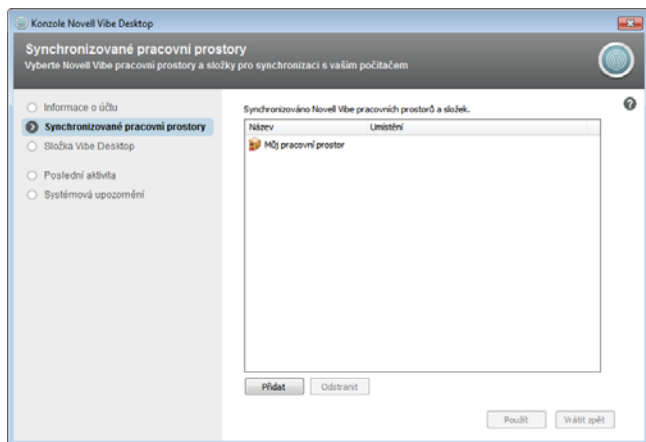 Konzole Novell Vibe Desktop
Synchronizované pracovní prostory
Vyberte Novell Vibe pracovní prostory a složky pro synchronizaci s vaším počítačem
Informace o účtu
Synchronizované pracovní prostory
Složka Vibe Desktop
Poslední aktivita
Systémová upozornění
Synchronizováno Novell Vibe pracovních prostorů a složek.
Název Umístění
Můj pracovní prostor
Přidat Odstranit
Použít Vrátit zpět